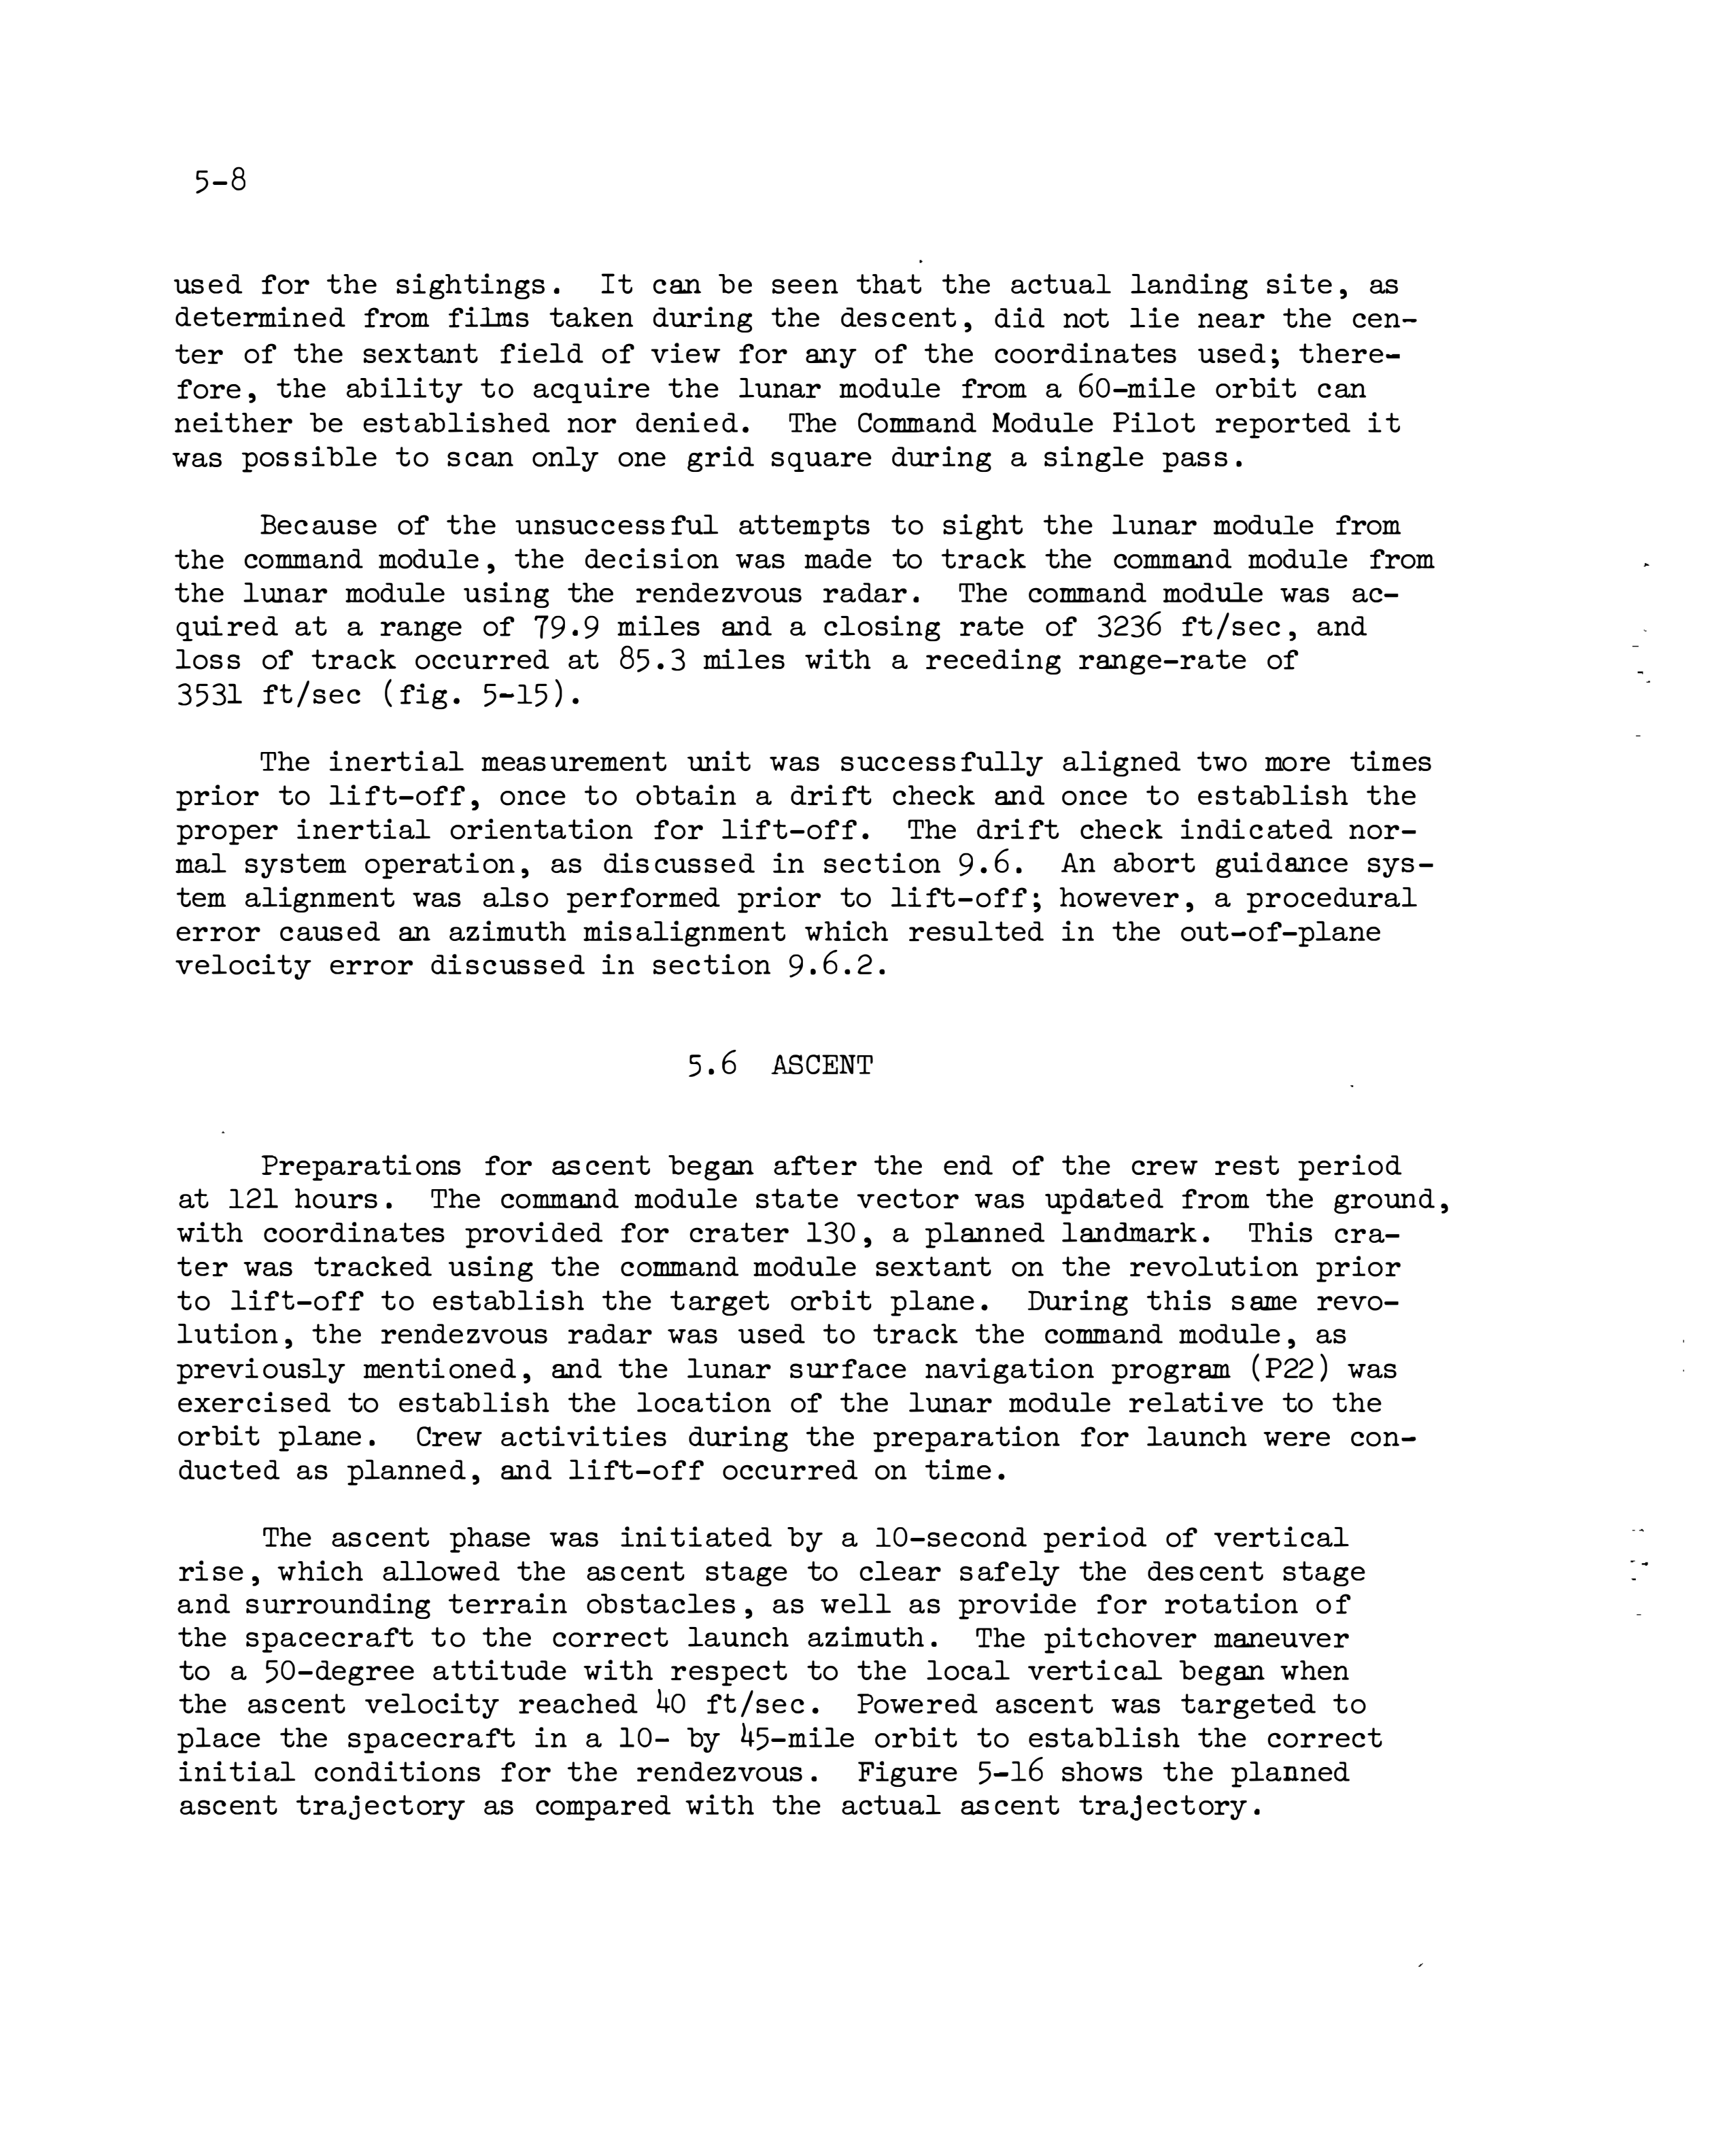 5-8
used for the sightings. It can be seen that the actual landing site, as
determined from films taken during the descent, did not lie near the cen-
ter of the sextant field of view for any of the coordinates used; there-
fore, the ability to acquire the lunar module from a 60-mile orbit can
neither be established nor denied. The Command Module Pilot reported it
was possible to scan only one grid square during a single pass.
Because of the unsuccessful attempts to sight the lunar module from
the command module, the decision was made to track the command module from
the lunar module using the rendezvous radar. The command module was ac-
quired at a range of 79.9 miles and a closing rate of 3236 ft/sec, and
loss of track occurred at 85.3 miles with a receding range-rate of
3531 ft/sec (fig. 5-15).
The inertial measurement unit was successfully aligned two more times
prior to lift-off, once to obtain a drift check and once to establish the
proper inertial orientation for lift-off. The drift check indicated nor-
mal system operation, as discussed in section 9.6. An abort guidance sys-
tem alignment was also performed prior to lift-off; however, a procedural
error caused an azimuth misalignment which resulted in the out-of-plane
velocity error discussed in section 9.6.2.
5.6 ASCENT
Preparations for ascent began after the end of the crew rest period
at 121 hours. The command module state vector was updated from the ground,
with coordinates provided for crater 130, a planned landmark. This cra-
ter was tracked using the command module sextant on the revolution prior
to lift-off to establish the target orbit plane. During this same revo-
lution, the rendezvous radar was used to track the command module, as
previously mentioned, and the lunar surface navigation program (P22) was
exercised to establish the location of the lunar module relative to the
orbit plane. Crew activities during the preparation for launch were con-
ducted as planned, and lift-off occurred on time.
The ascent phase was initiated by a 10-second period of vertical
rise, which allowed the ascent stage to clear safely the descent stage
and surrounding terrain obstacles, as well as provide for rotation of
the spacecraft to the correct launch azimuth. The pitchover maneuver
to a 50-degree attitude with respect to the local vertical began when
the ascent velocity reached 40 ft/sec. Powered ascent was targeted to
place the spacecraft in a 10- by 45-mile orbit to establish the correct
initial conditions for the rendezvous. Figure 5-16 shows the planned
ascent trajectory as compared with the actual ascent trajectory.